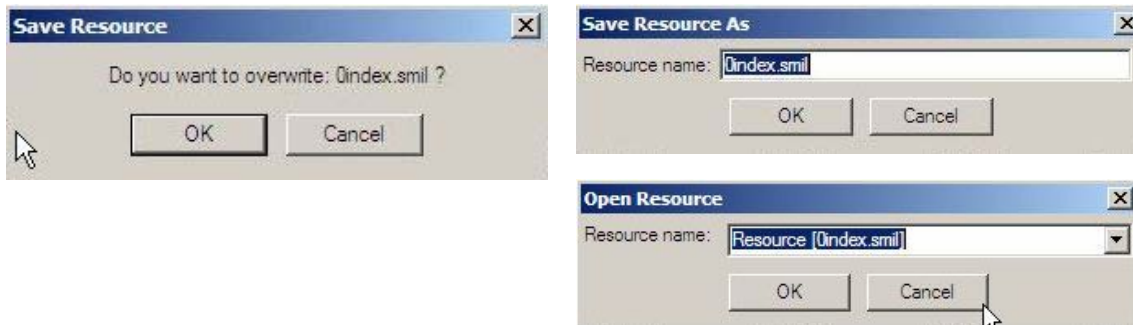 Save Resource
Do you want to overwrite: 0index.smil ?
OK Cancel
Save Resource As
Resource name: 0index.smil
OK Cancel
Open Resource
Resource name: Resource [0index.smil]
OK Cancel